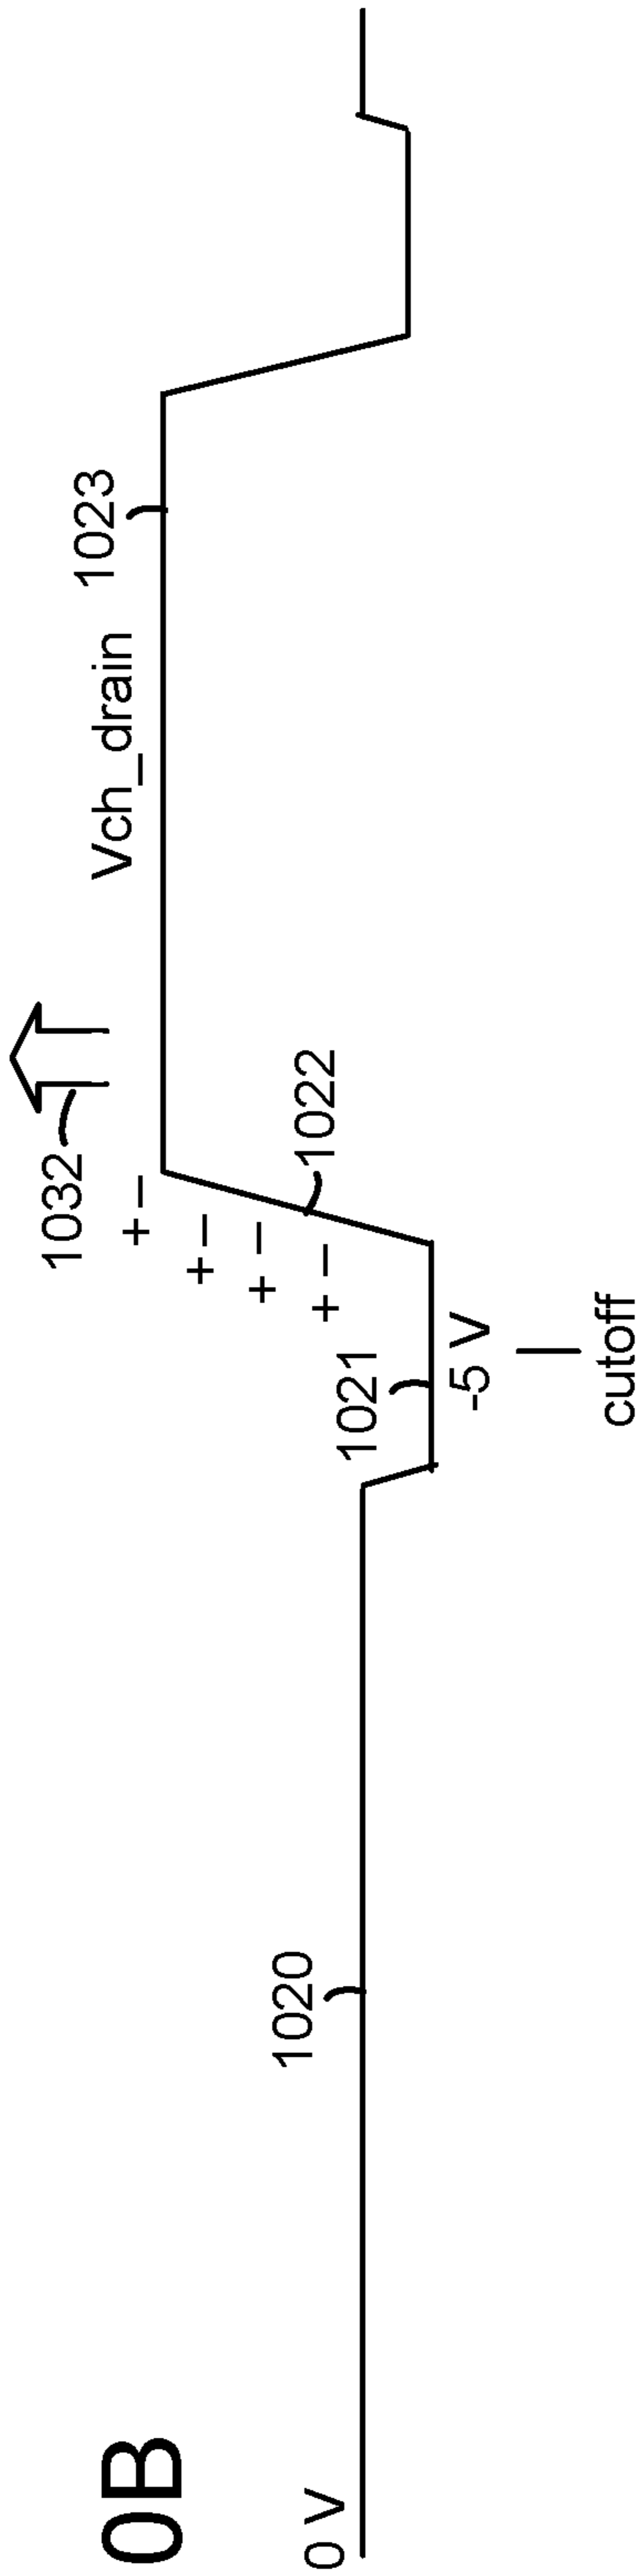 0B
0 V
1020
1021
-5 V
cutoff
+ –
+ –
+ –
+ –
1022
1032
Vch_drain
1023